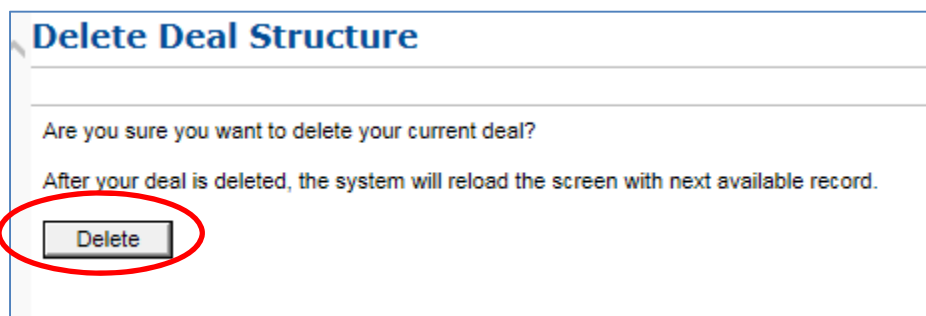 Delete Deal Structure
Are you sure you want to delete your current deal?
After your deal is deleted, the system will reload the screen with next available record.
Delete